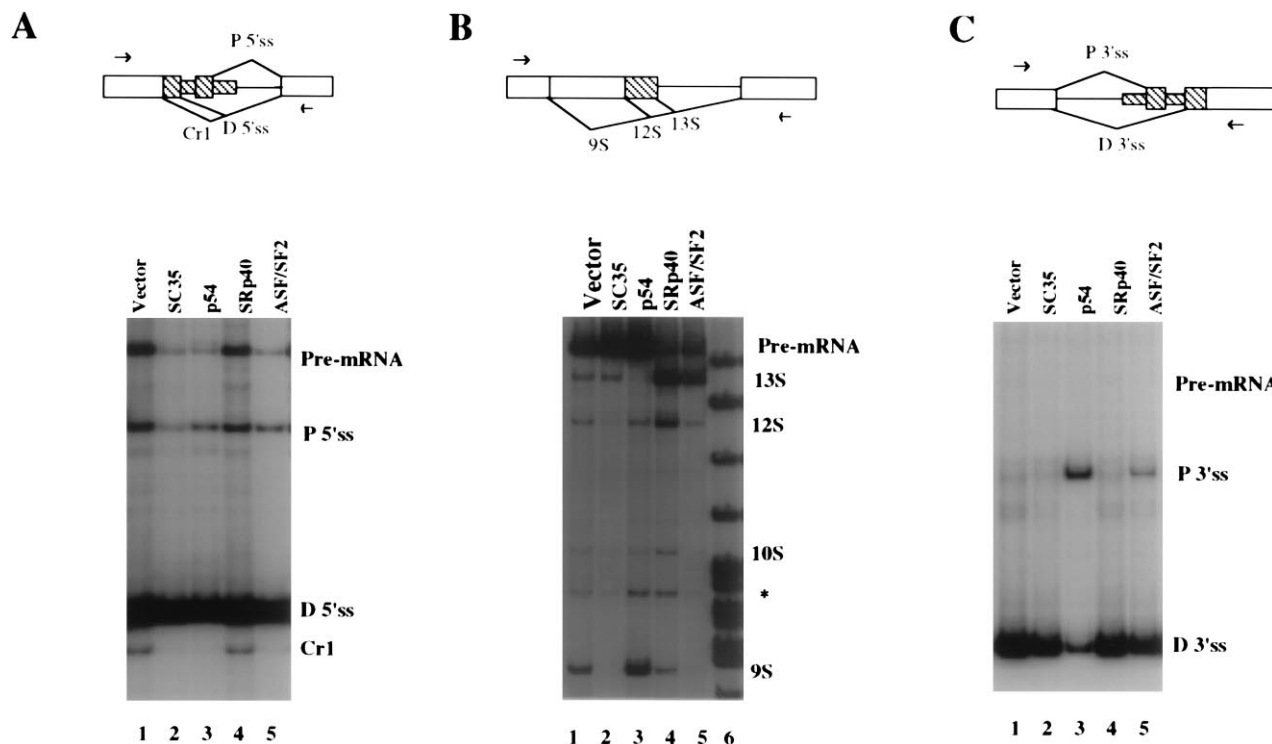 A
P 5'ss
Cr1
D 5'ss
Vector
SC35
p54
SRp40
ASF/SF2
Pre-mRNA
P 5'ss
D 5'ss
Cr1
1 2 3 4 5
B
9S
12S
13S
Vector
SC35
p54
SRp40
ASF/SF2
Pre-mRNA
13S
12S
10S
*
9S
1 2 3 4 5 6
C
P 3'ss
D 3'ss
Vector
SC35
p54
SRp40
ASF/SF2
Pre-mRNA
P 3'ss
D 3'ss
1 2 3 4 5